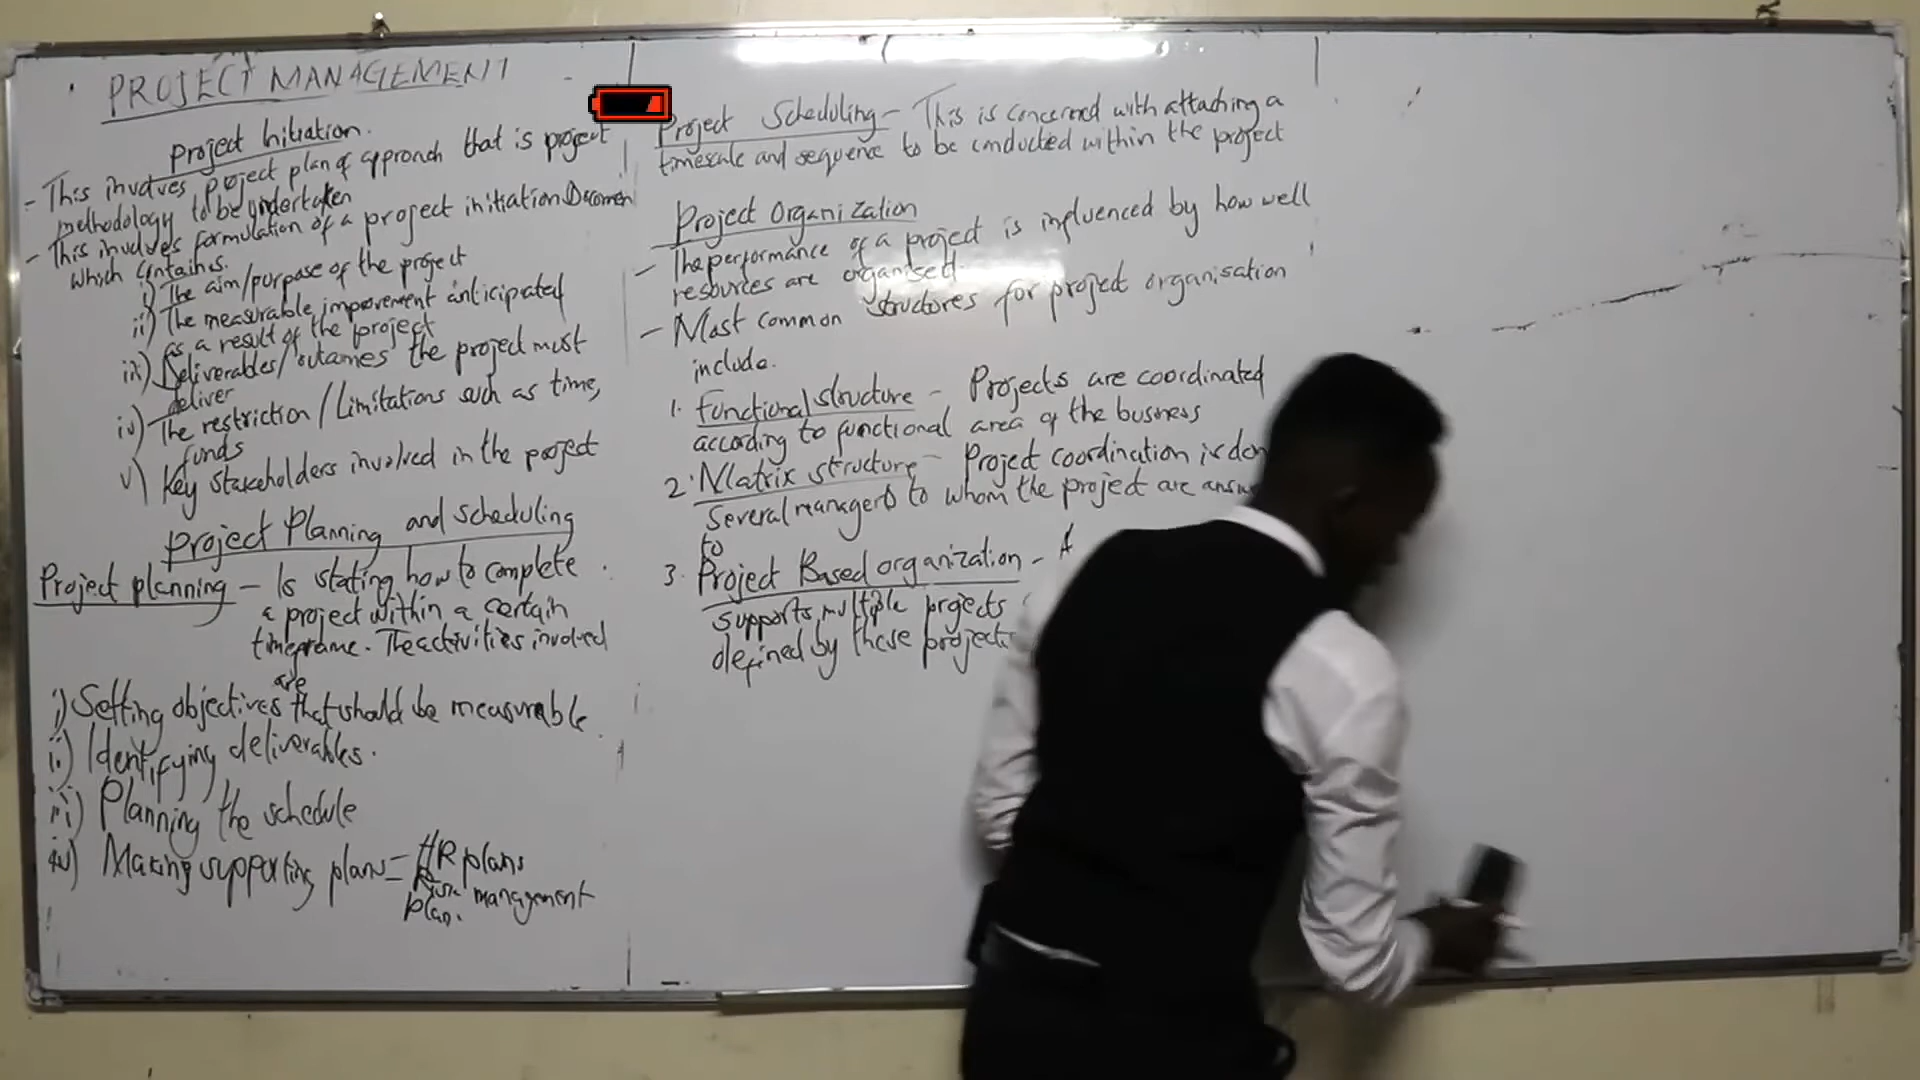 PROJECT MANAGEMENT
Project Initiation.
- This involves project plan of approach that is project
methodology to be undertaken
- This involves formulation of a project initiation Documen
which contains.
i) The aim/purpose of the project
ii) The measurable improvement anticipated
as a result of the project
iii) Deliverables/outcomes the project must
deliver
iv) The restriction/Limitations such as time,
funds
v) Key stakeholders involved in the project
Project Planning and scheduling
Project planning - Is stating how to complete
a project within a certain
timeframe. The activities involved
are
i) Setting objectives that should be measurable.
ii) Identifying deliverables.
iii) Planning the schedule
iv) Making supporting plans - HR plans
Risk management
plan.
Project Scheduling - This is concerned with attaching a
timescale and sequence to be conducted within the project
Project Organization
- The performance of a project is influenced by how well
resources are organised.
- Most common structures for project organisation
include.
1. Functional structure - Projects are coordinated
according to functional area of the business
2. Matrix structure - Project coordination is don
several managers to whom the project are answ
to
3. Project Based organization - A
supports multiple projects
defined by these project